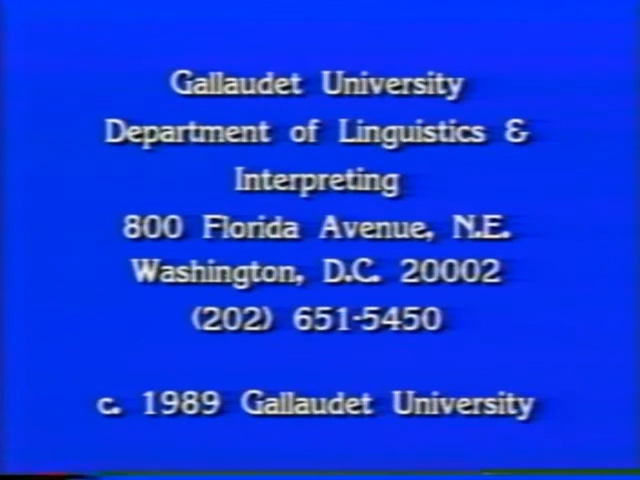 Gallaudet University
Department of Linguistics &
Interpreting
800 Florida Avenue, N.E.
Washington, D.C. 20002
(202) 651-5450
c. 1989 Gallaudet University